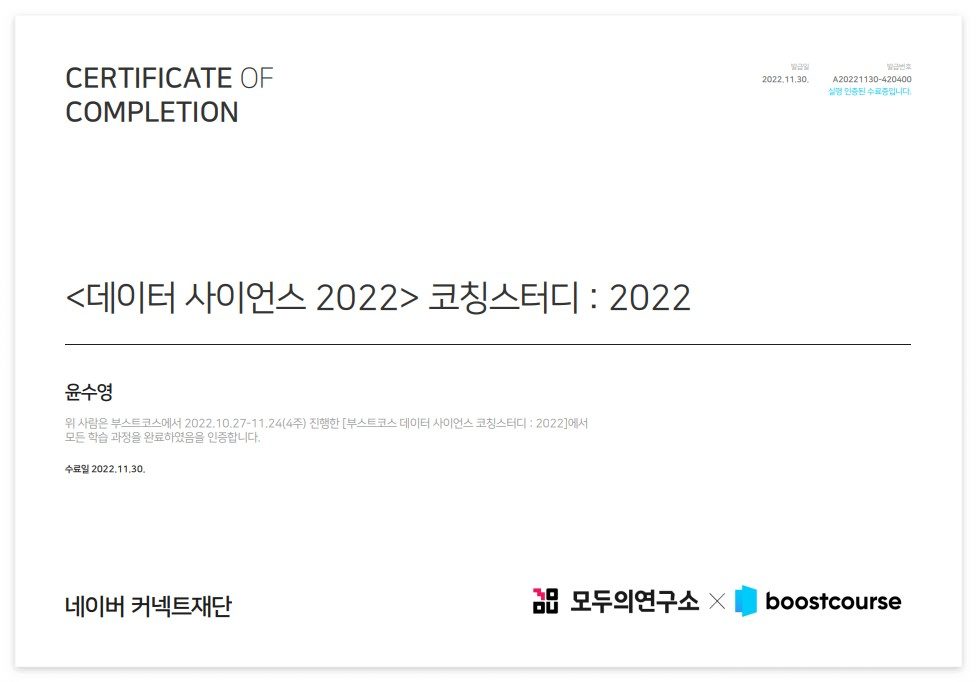 CERTIFICATE OF
COMPLETION
발급일
2022.11.30.
발급번호
A20221130-420400
실명 인증된 수료증입니다.
<데이터 사이언스 2022> 코칭스터디 : 2022
윤수영
위 사람은 부스트코스에서 2022.10.27-11.24(4주) 진행한 [부스트코스 데이터 사이언스 코칭스터디 : 2022]에서
모든 학습 과정을 완료하였음을 인증합니다.
수료일 2022.11.30.
네이버 커넥트재단
모두의연구소 × boostcourse